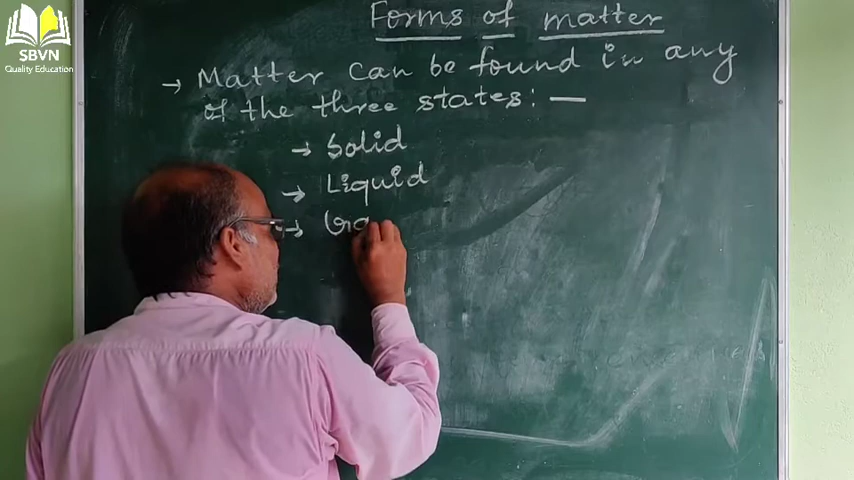 SBVN
Quality Education
Forms of matter
→ Matter can be found in any
of the three states: —
→ Solid
→ Liquid
→ Ga